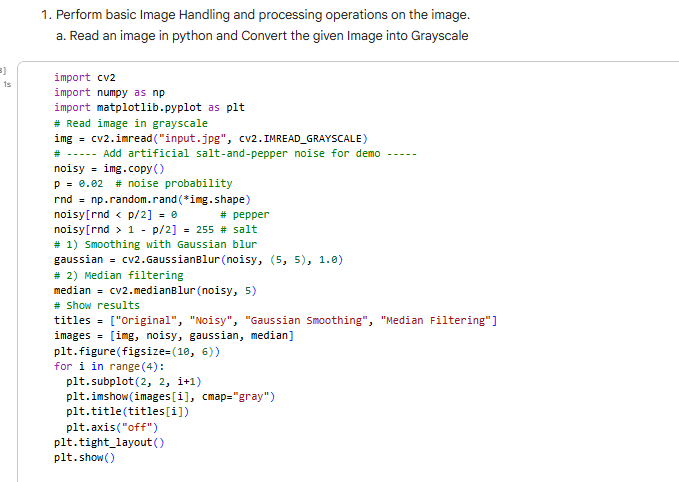 1. Perform basic Image Handling and processing operations on the image.
a. Read an image in python and Convert the given Image into Grayscale
1s
import cv2
import numpy as np
import matplotlib.pyplot as plt
# Read image in grayscale
img = cv2.imread("input.jpg", cv2.IMREAD_GRAYSCALE)
# ----- Add artificial salt-and-pepper noise for demo -----
noisy = img.copy()
p = 0.02  # noise probability
rnd = np.random.rand(*img.shape)
noisy[rnd < p/2] = 0      # pepper
noisy[rnd > 1 - p/2] = 255 # salt
# 1) Smoothing with Gaussian blur
gaussian = cv2.GaussianBlur(noisy, (5, 5), 1.0)
# 2) Median filtering
median = cv2.medianBlur(noisy, 5)
# Show results
titles = ["Original", "Noisy", "Gaussian Smoothing", "Median Filtering"]
images = [img, noisy, gaussian, median]
plt.figure(figsize=(10, 6))
for i in range(4):
  plt.subplot(2, 2, i+1)
  plt.imshow(images[i], cmap="gray")
  plt.title(titles[i])
  plt.axis("off")
plt.tight_layout()
plt.show()